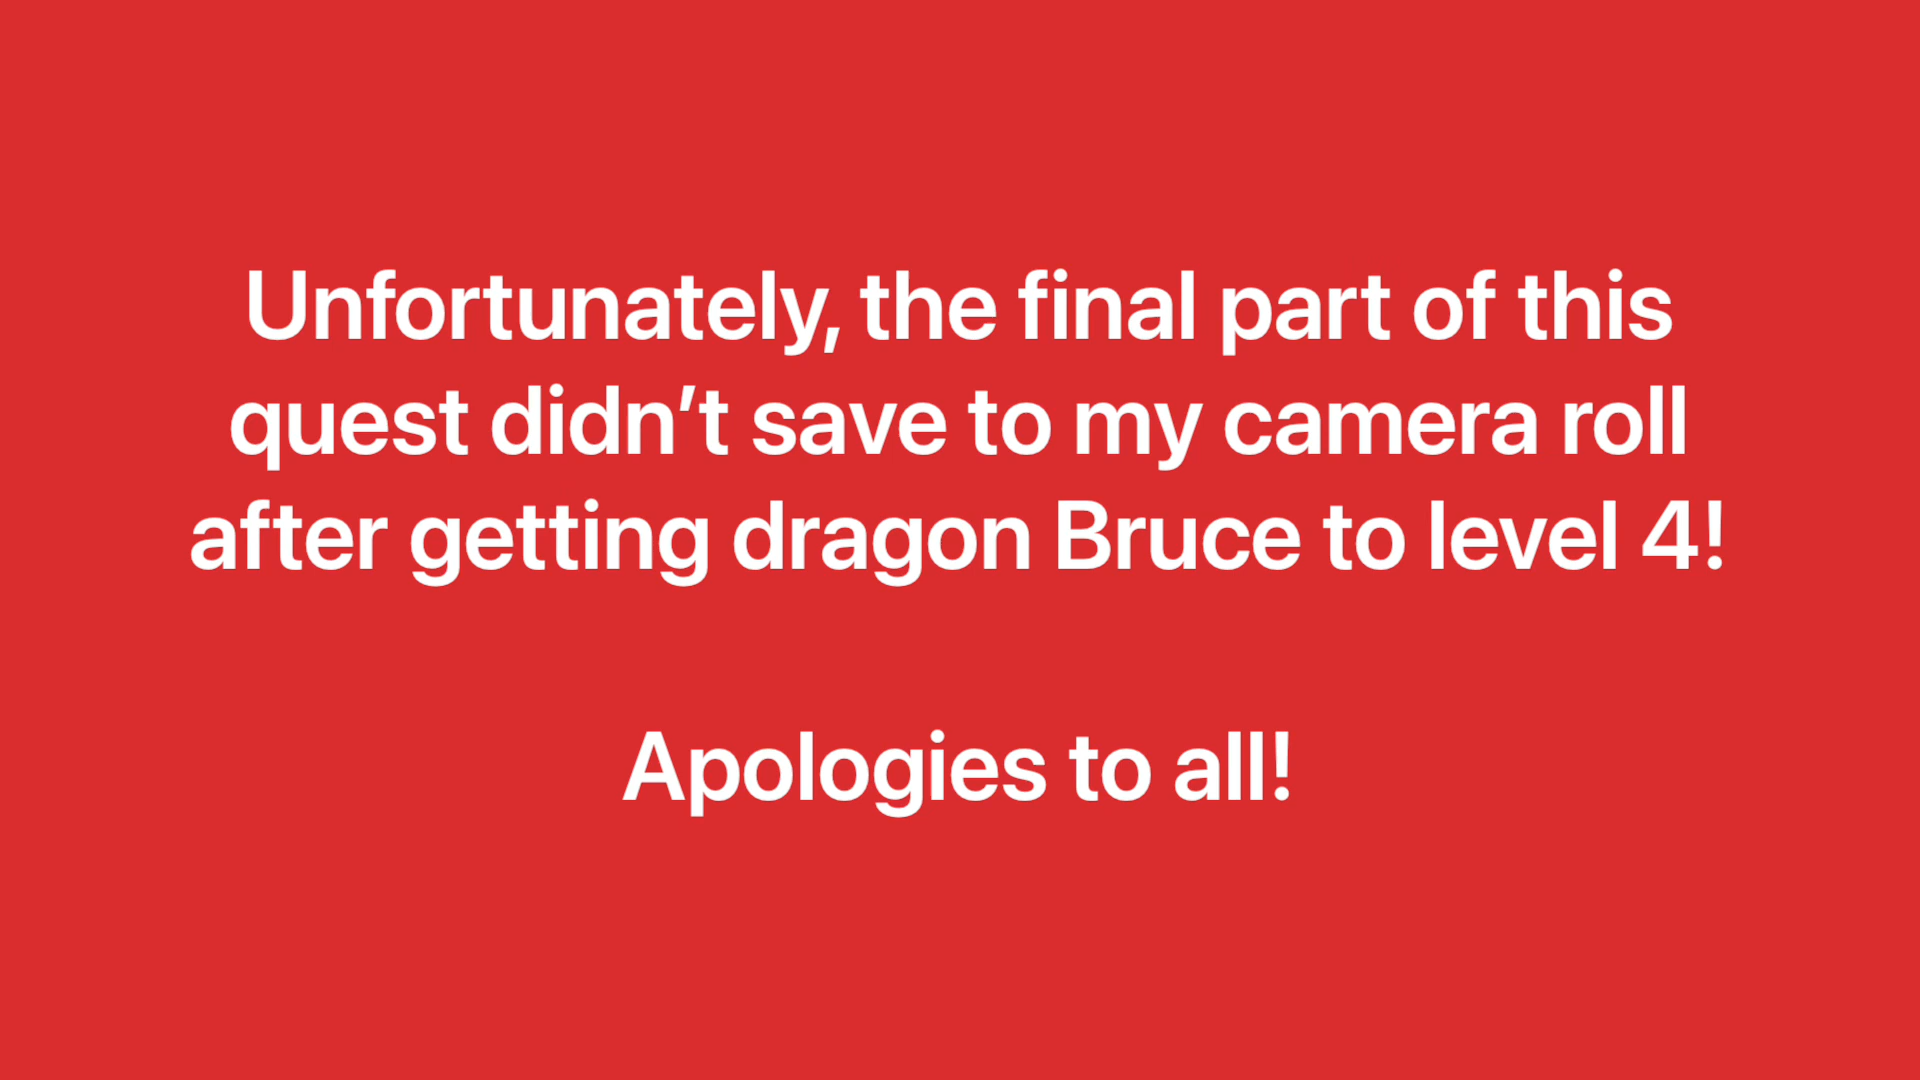 Unfortunately, the final part of this
quest didn’t save to my camera roll
after getting dragon Bruce to level 4!
Apologies to all!